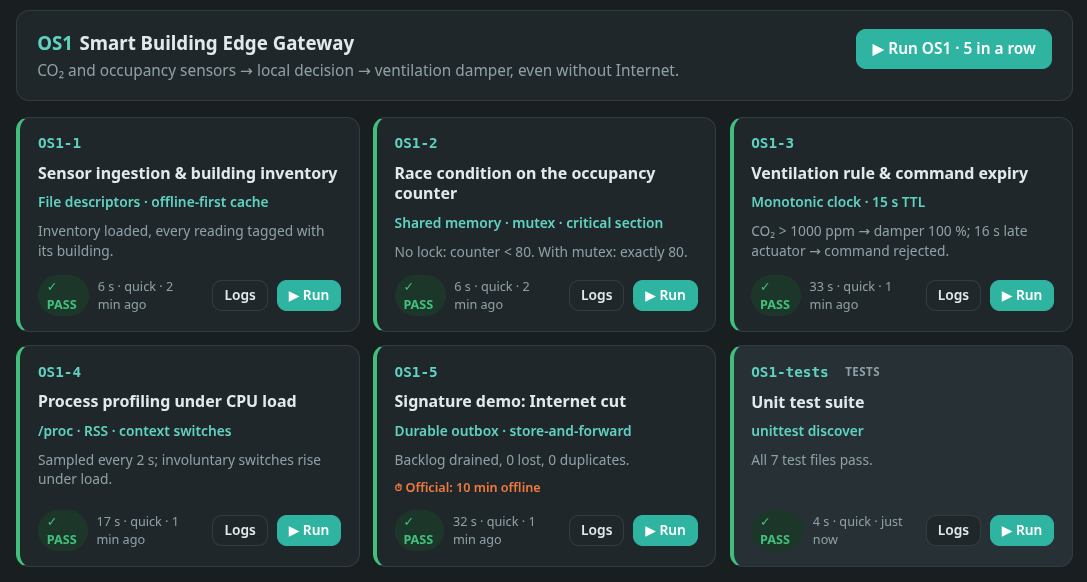 OS1 Smart Building Edge Gateway
CO₂ and occupancy sensors → local decision → ventilation damper, even without Internet.
▶ Run OS1 · 5 in a row
OS1-1
Sensor ingestion & building inventory
File descriptors · offline-first cache
Inventory loaded, every reading tagged with
its building.
✓
PASS
6 s · quick · 2
min ago
Logs
▶ Run
OS1-2
Race condition on the occupancy
counter
Shared memory · mutex · critical section
No lock: counter < 80. With mutex: exactly 80.
✓
PASS
6 s · quick · 2
min ago
Logs
▶ Run
OS1-3
Ventilation rule & command expiry
Monotonic clock · 15 s TTL
CO₂ > 1000 ppm → damper 100 %; 16 s late
actuator → command rejected.
✓
PASS
33 s · quick · 1
min ago
Logs
▶ Run
OS1-4
Process profiling under CPU load
/proc · RSS · context switches
Sampled every 2 s; involuntary switches rise
under load.
✓
PASS
17 s · quick · 1
min ago
Logs
▶ Run
OS1-5
Signature demo: Internet cut
Durable outbox · store-and-forward
Backlog drained, 0 lost, 0 duplicates.
⏱ Official: 10 min offline
✓
PASS
32 s · quick · 1
min ago
Logs
▶ Run
OS1-tests TESTS
Unit test suite
unittest discover
All 7 test files pass.
✓
PASS
4 s · quick · just
now
Logs
▶ Run